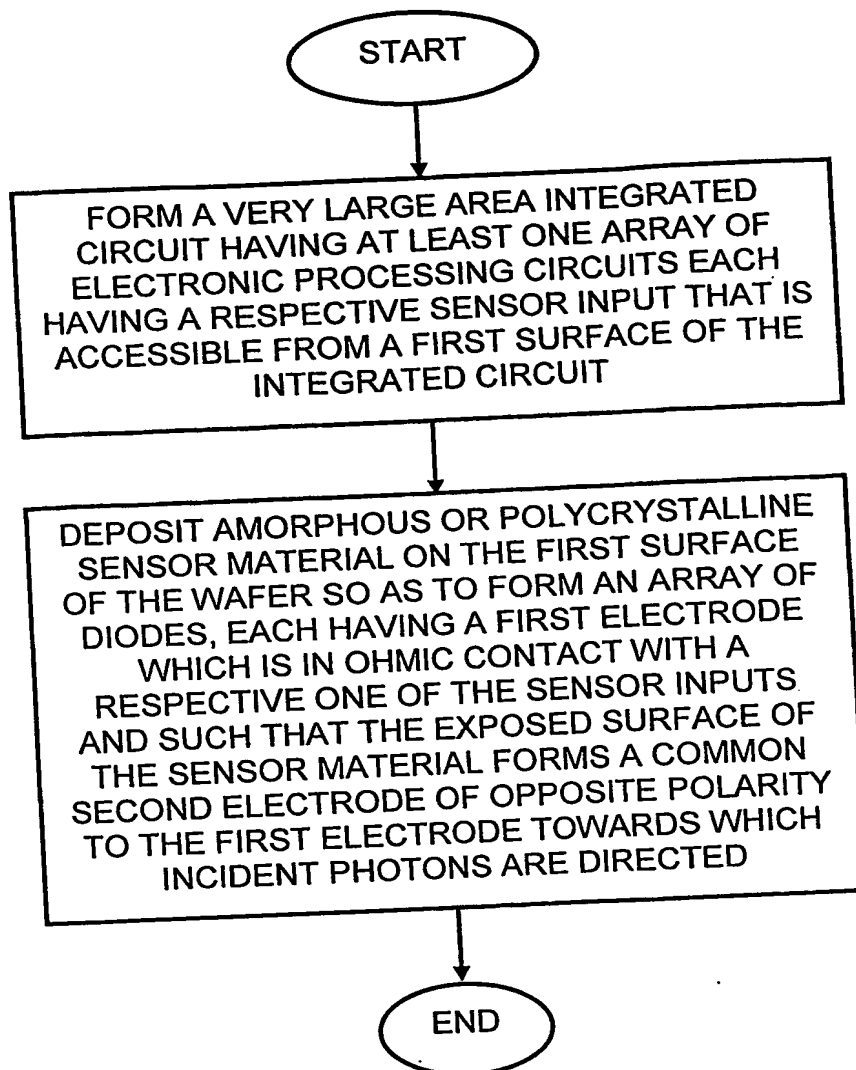 START
FORM A VERY LARGE AREA INTEGRATED
CIRCUIT HAVING AT LEAST ONE ARRAY OF
ELECTRONIC PROCESSING CIRCUITS EACH
HAVING A RESPECTIVE SENSOR INPUT THAT IS
ACCESSIBLE FROM A FIRST SURFACE OF THE
INTEGRATED CIRCUIT
DEPOSIT AMORPHOUS OR POLYCRYSTALLINE
SENSOR MATERIAL ON THE FIRST SURFACE
OF THE WAFER SO AS TO FORM AN ARRAY OF
DIODES, EACH HAVING A FIRST ELECTRODE
WHICH IS IN OHMIC CONTACT WITH A
RESPECTIVE ONE OF THE SENSOR INPUTS
AND SUCH THAT THE EXPOSED SURFACE OF
THE SENSOR MATERIAL FORMS A COMMON
SECOND ELECTRODE OF OPPOSITE POLARITY
TO THE FIRST ELECTRODE TOWARDS WHICH
INCIDENT PHOTONS ARE DIRECTED
END